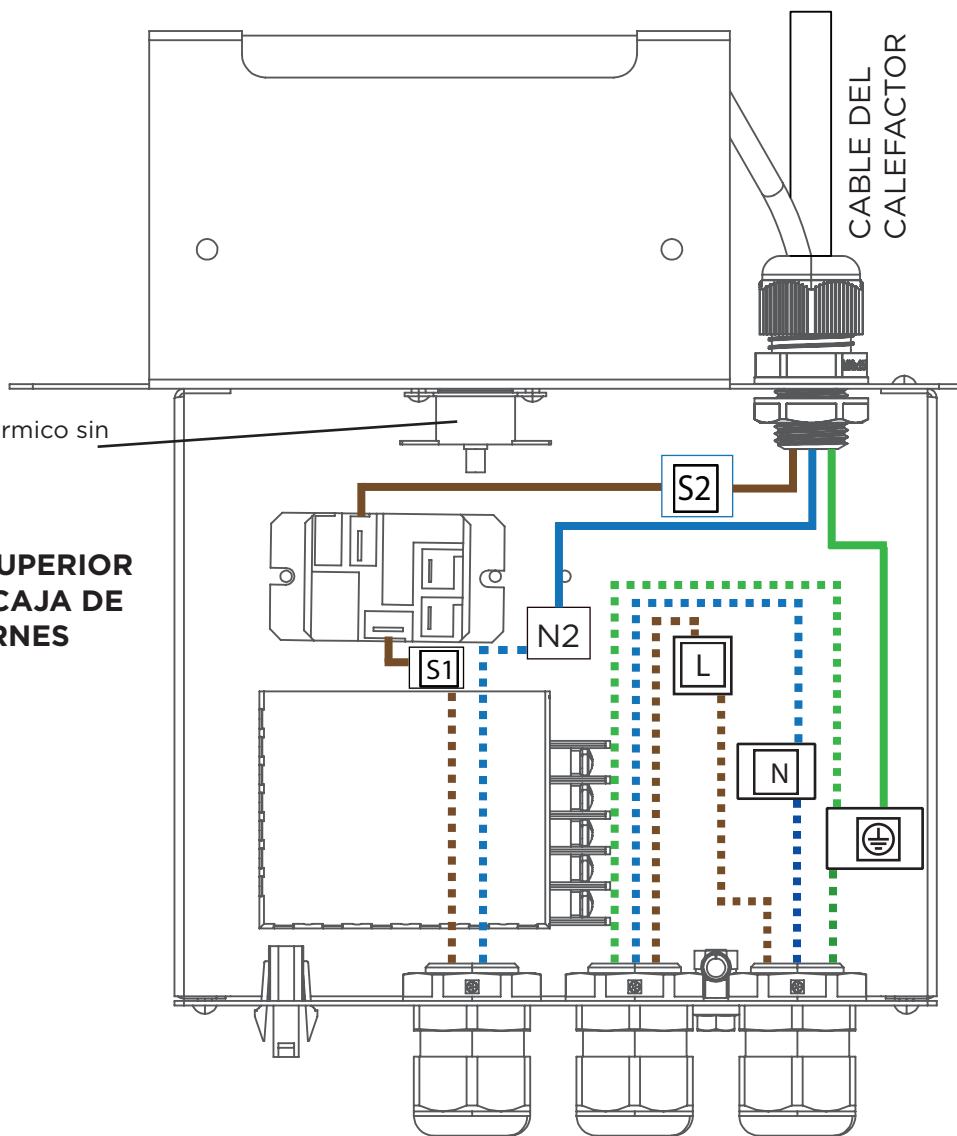 CABLE DEL
CALEFACTOR
rmico sin
S2
UPERIOR
CAJA DE
RNES
N2
S1
L
N